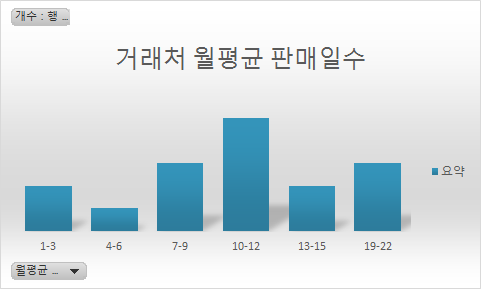 개수 : 행 ...
거래처 월평균 판매일수
요약
1-3 4-6 7-9 10-12 13-15 19-22
월평균 ...